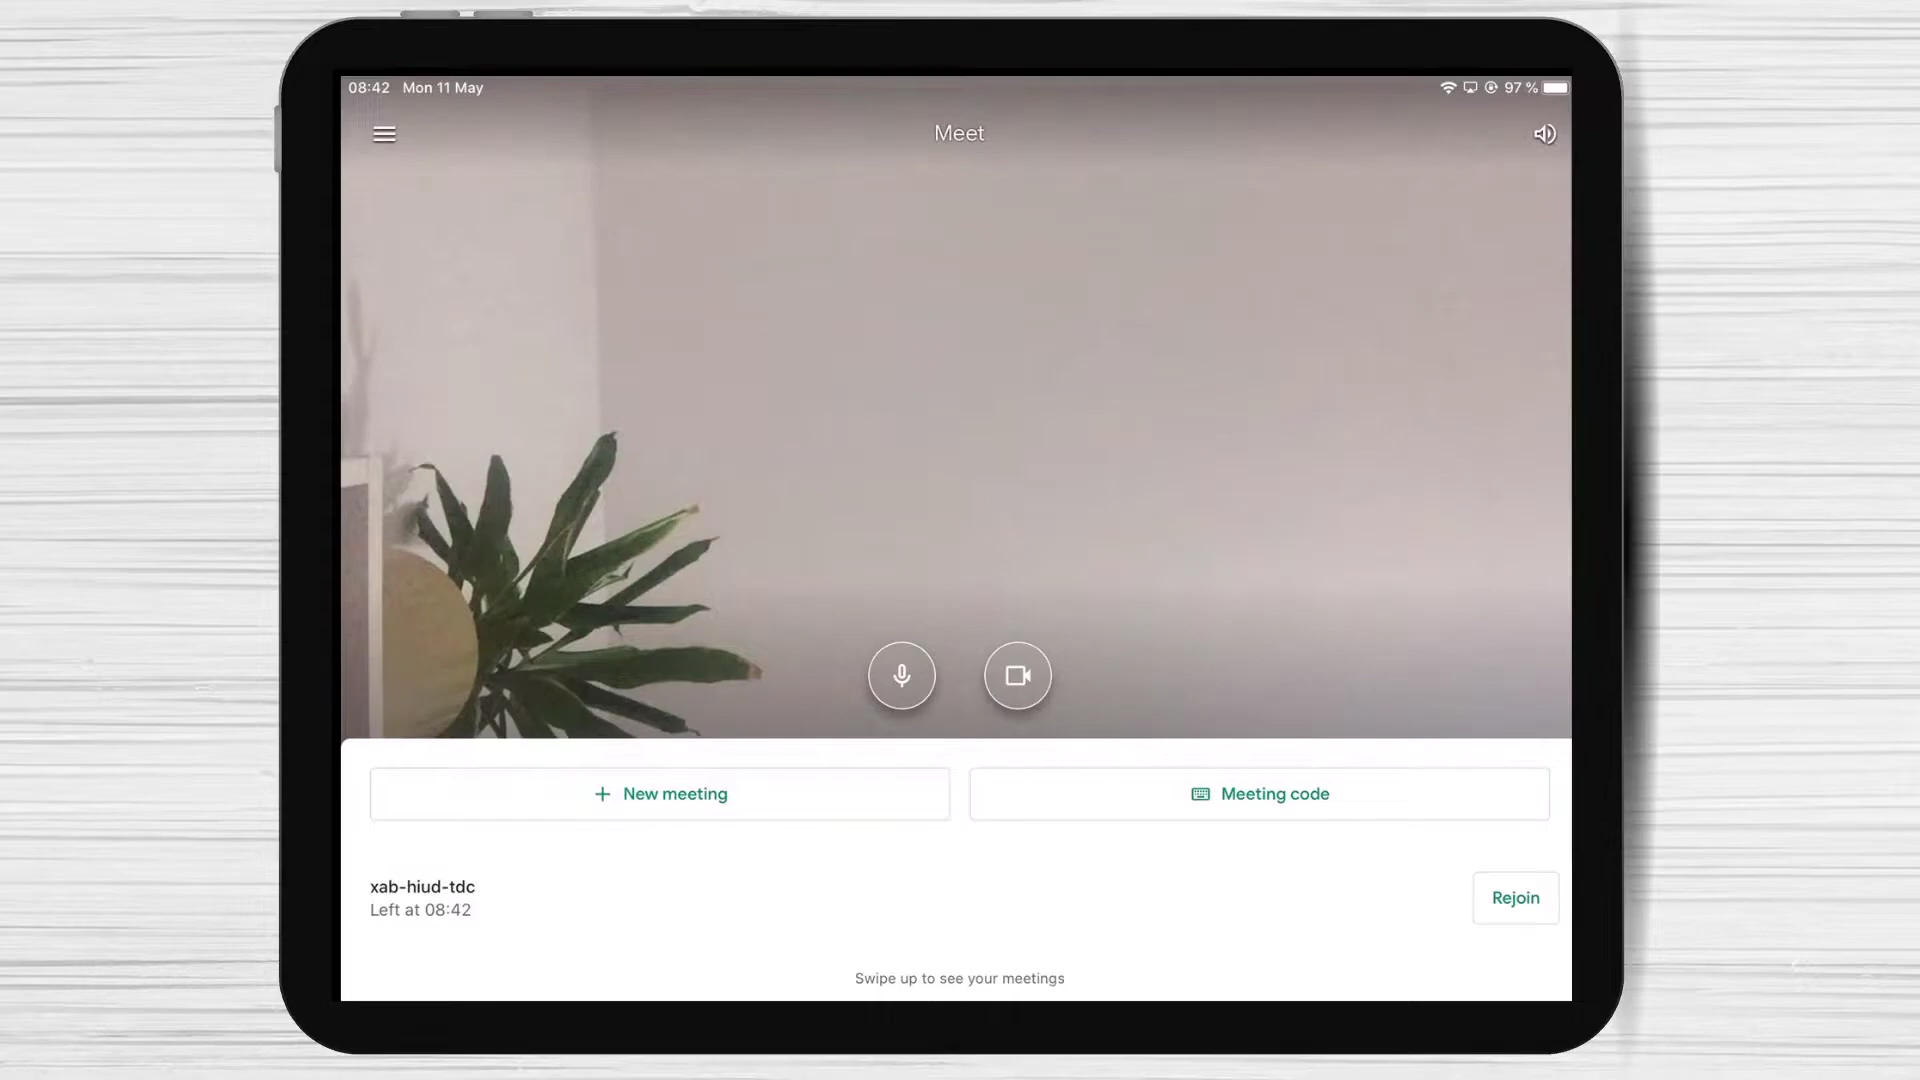 08:42 Mon 11 May
97 %
Meet
New meeting
Meeting code
xab-hiud-tdc
Left at 08:42
Rejoin
Swipe up to see your meetings